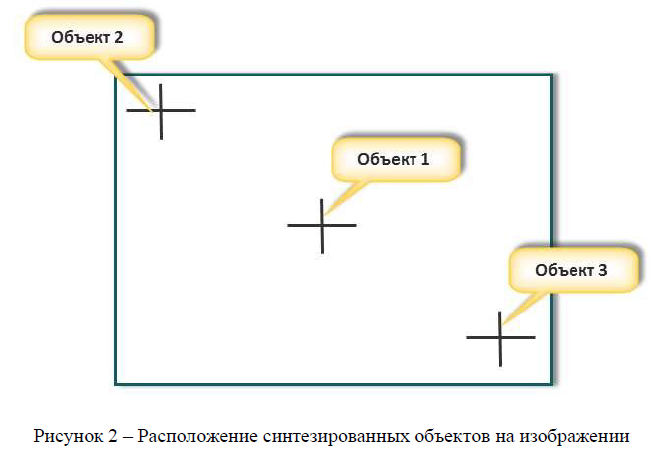 Объект 2
Объект 1
Объект 3
Рисунок 2 – Расположение синтезированных объектов на изображении